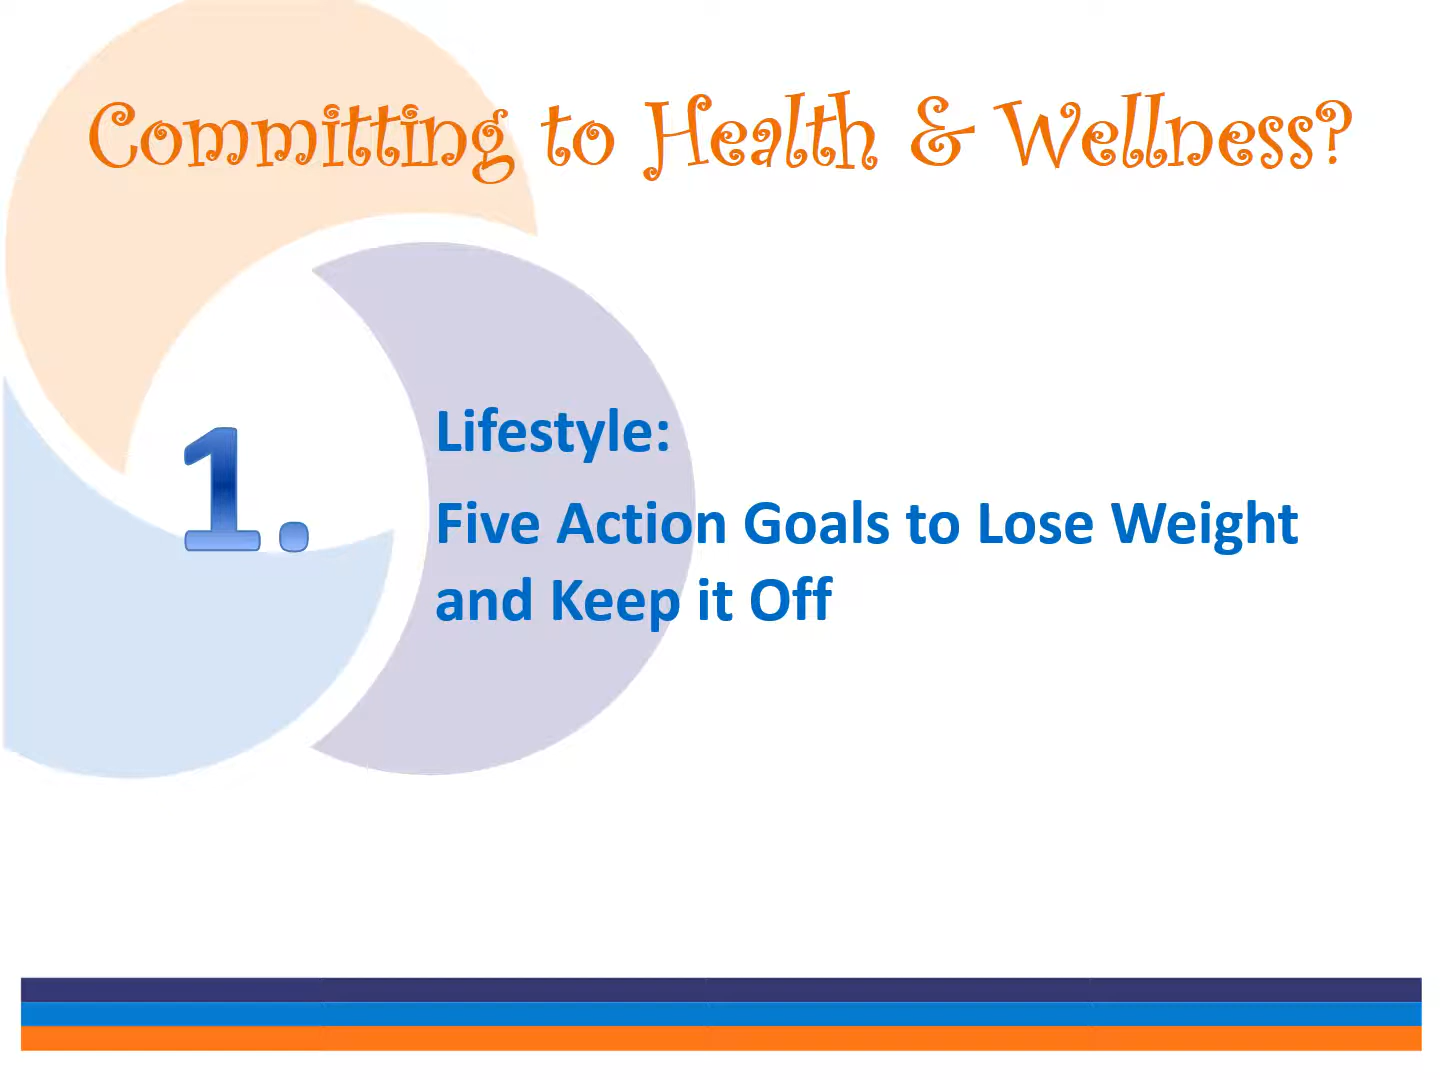 Committing to Health & Wellness?
1.
Lifestyle:
Five Action Goals to Lose Weight
and Keep it Off